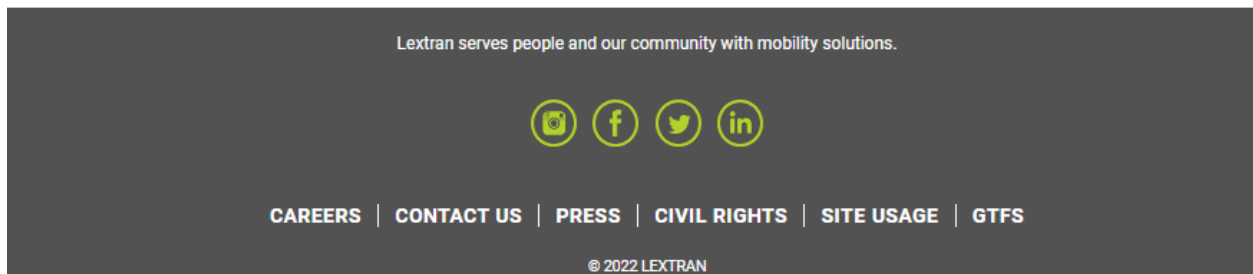 Lextran serves people and our community with mobility solutions.
CAREERS | CONTACT US | PRESS | CIVIL RIGHTS | SITE USAGE | GTFS
© 2022 LEXTRAN